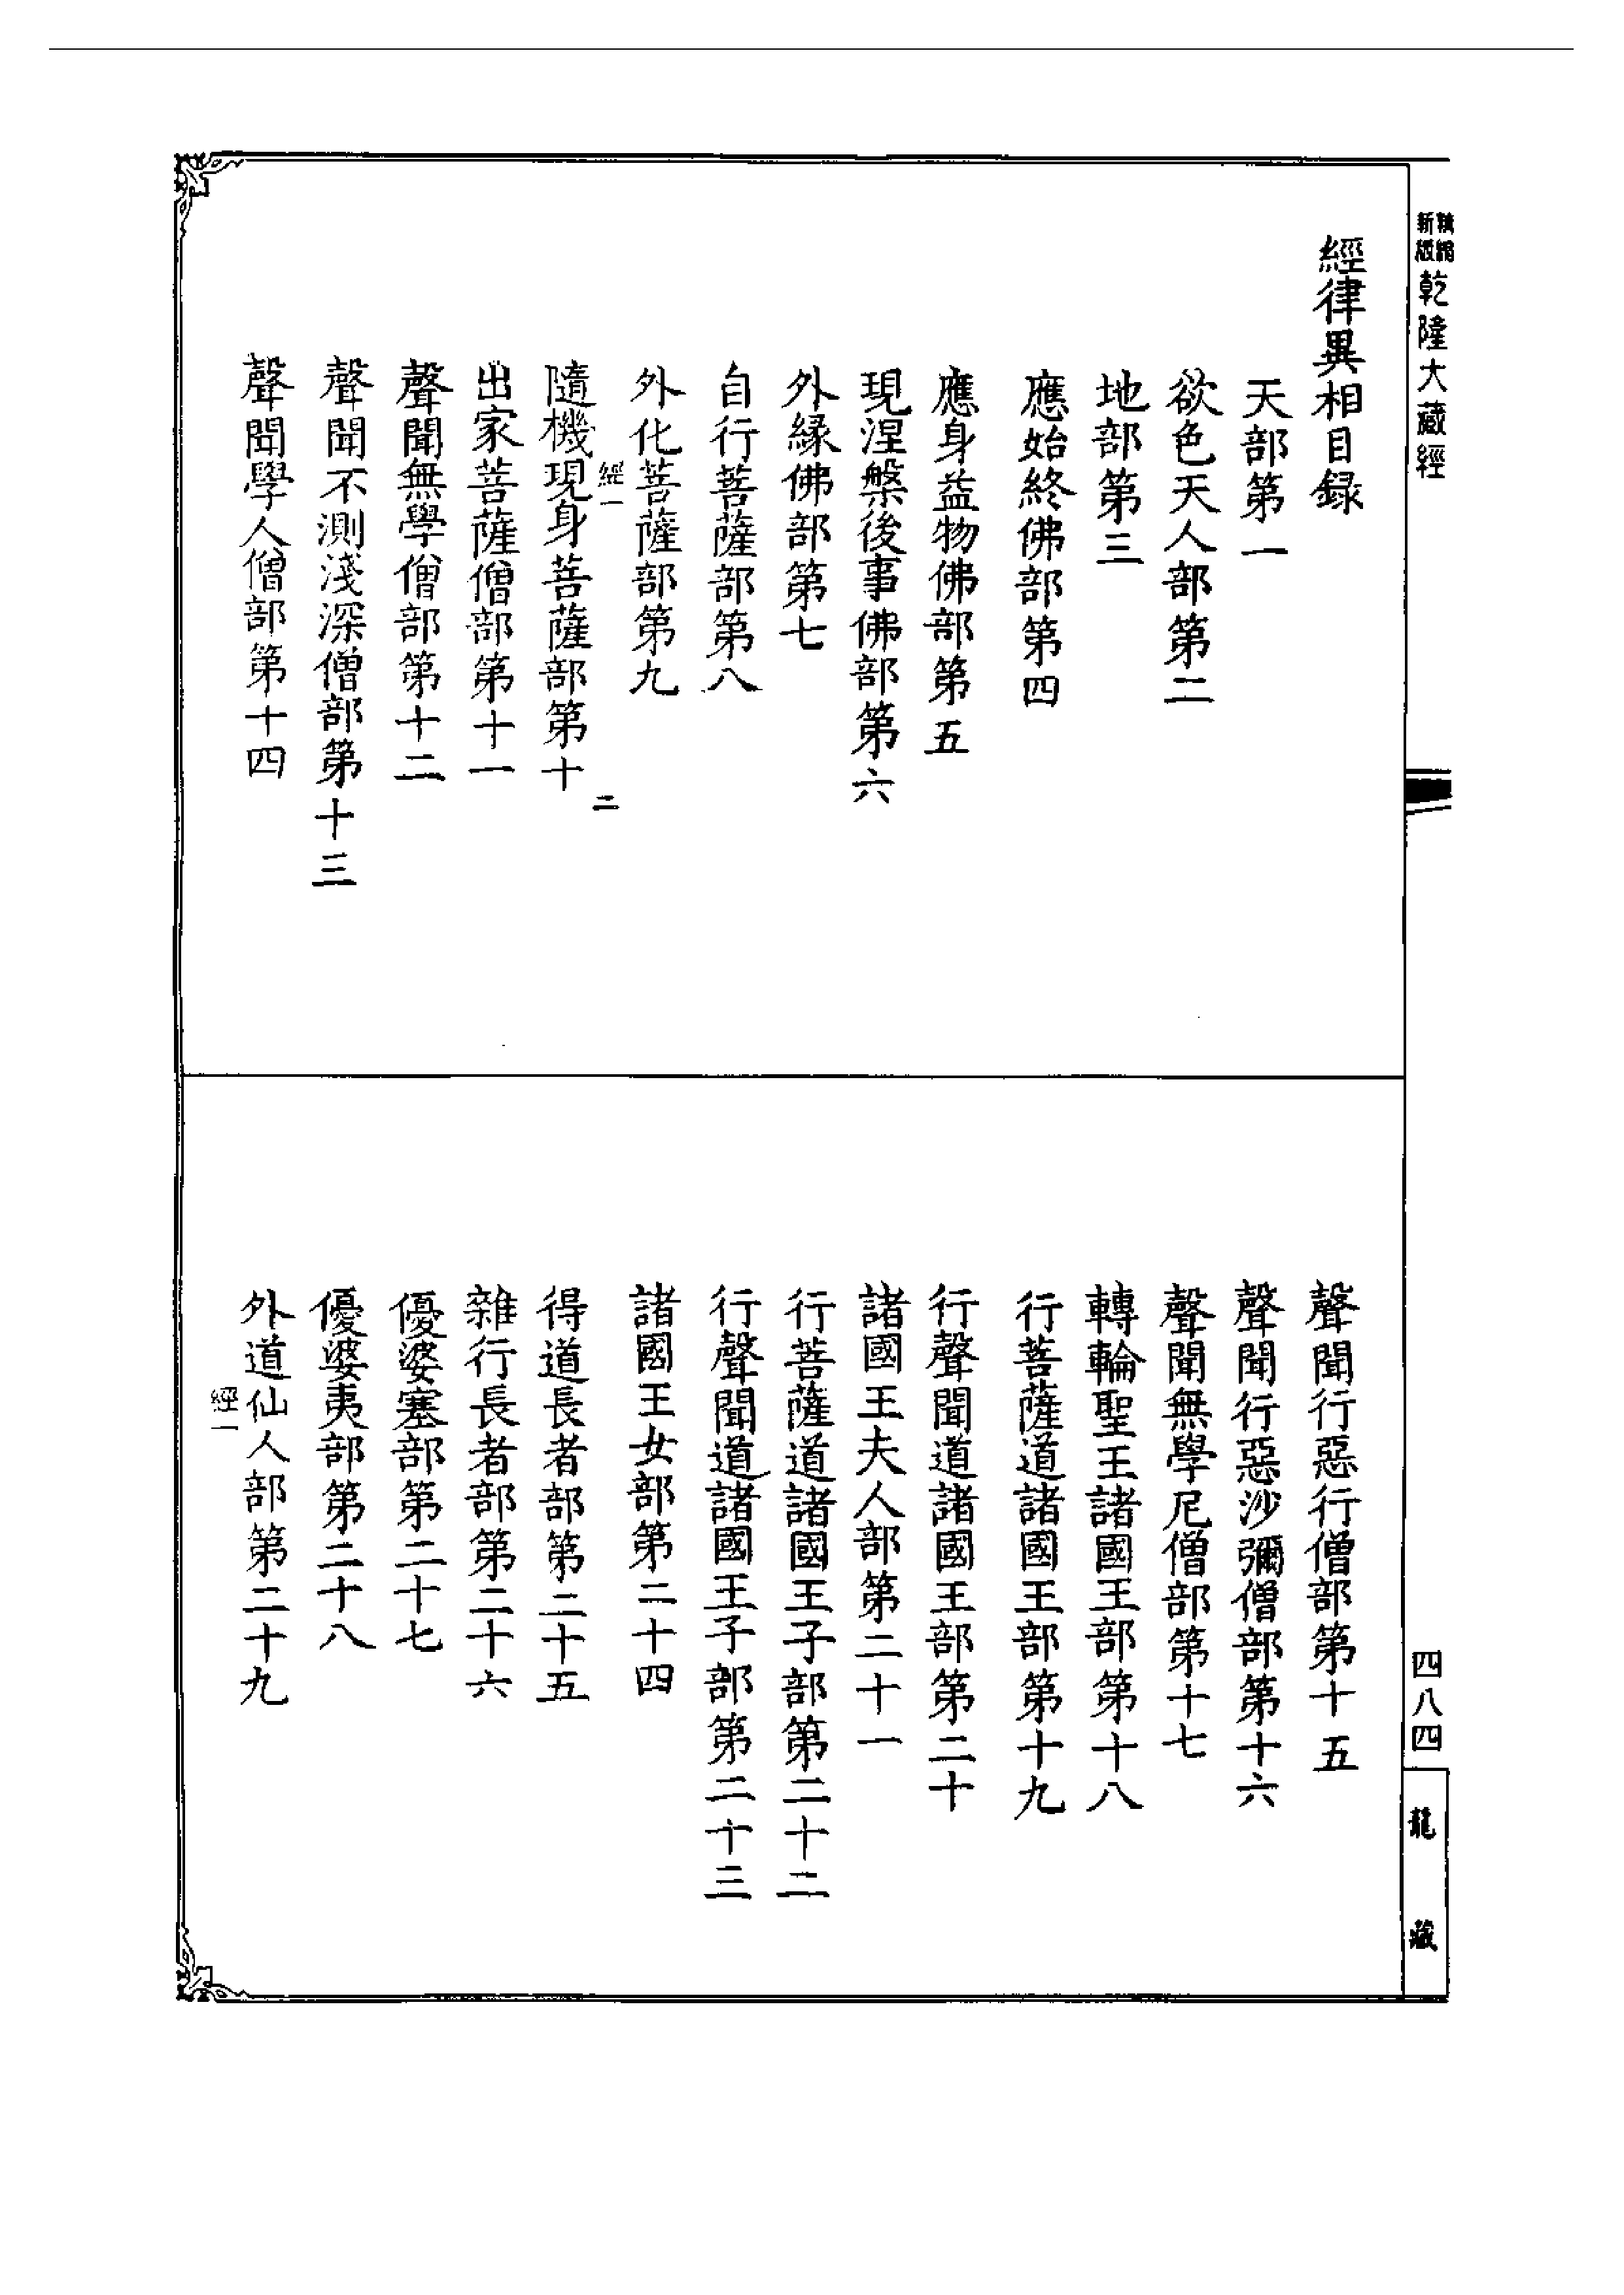 新編縮版 乾隆大藏經
經律異相目録
天部第一
欲色天人部第二
地部第三
應始終佛部第四
應身益物佛部第五
現涅槃後事佛部第六
外縁佛部第七
自行菩薩部第八
外化菩薩部第九
經一 二
隨機現身菩薩部第十
出家菩薩僧部第十一
聲聞無學僧部第十二
聲聞不測淺深僧部第十三
聲聞學人僧部第十四
聲聞行惡行僧部第十五
聲聞行惡沙彌僧部第十六
聲聞無學尼僧部第十七
轉輪聖王諸國王部第十八
行菩薩道諸國王部第十九
行聲聞道諸國王部第二十
諸國王夫人部第二十一
行菩薩道諸國王子部第二十二
行聲聞道諸國王子部第二十三
諸國王女部第二十四
得道長者部第二十五
雜行長者部第二十六
優婆塞部第二十七
優婆夷部第二十八
外道仙人部第二十九
經一
四八四
龍藏